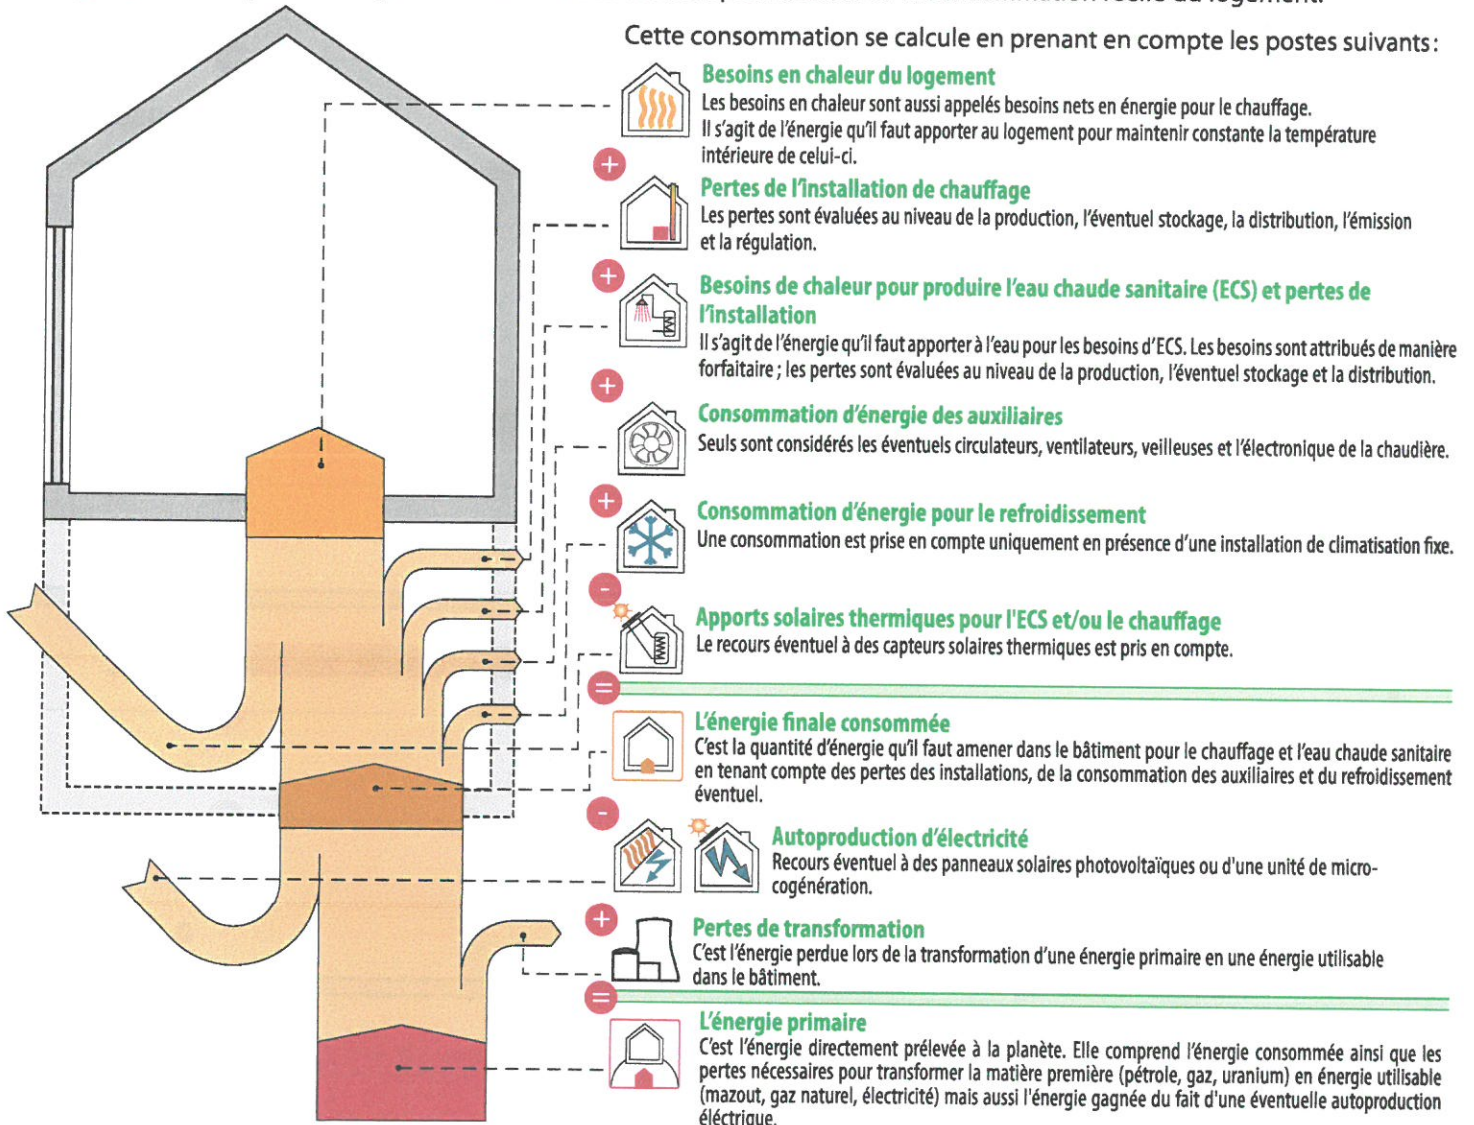 Cette consommation se calcule en prenant en compte les postes suivants :
Besoins en chaleur du logement
Les besoins en chaleur sont aussi appelés besoins nets en énergie pour le chauffage.
Il s'agit de l'énergie qu'il faut apporter au logement pour maintenir constante la température
intérieure de celui-ci.
+
Pertes de l'installation de chauffage
Les pertes sont évaluées au niveau de la production, l'éventuel stockage, la distribution, l'émission
et la régulation.
+
Besoins de chaleur pour produire l'eau chaude sanitaire (ECS) et pertes de
l'installation
Il s'agit de l'énergie qu'il faut apporter à l'eau pour les besoins d'ECS. Les besoins sont attribués de manière
forfaitaire ; les pertes sont évaluées au niveau de la production, l'éventuel stockage et la distribution.
+
Consommation d'énergie des auxiliaires
Seuls sont considérés les éventuels circulateurs, ventilateurs, veilleuses et l'électronique de la chaudière.
+
Consommation d'énergie pour le refroidissement
Une consommation est prise en compte uniquement en présence d'une installation de climatisation fixe.
-
Apports solaires thermiques pour l'ECS et/ou le chauffage
Le recours éventuel à des capteurs solaires thermiques est pris en compte.
=
L'énergie finale consommée
C'est la quantité d'énergie qu'il faut amener dans le bâtiment pour le chauffage et l'eau chaude sanitaire
en tenant compte des pertes des installations, de la consommation des auxiliaires et du refroidissement
éventuel.
-
Autoproduction d'électricité
Recours éventuel à des panneaux solaires photovoltaïques ou d'une unité de micro-
cogénération.
+
Pertes de transformation
C'est l'énergie perdue lors de la transformation d'une énergie primaire en une énergie utilisable
dans le bâtiment.
=
L'énergie primaire
C'est l'énergie directement prélevée à la planète. Elle comprend l'énergie consommée ainsi que les
pertes nécessaires pour transformer la matière première (pétrole, gaz, uranium) en énergie utilisable
(mazout, gaz naturel, électricité) mais aussi l'énergie gagnée du fait d'une éventuelle autoproduction
éléctrique.